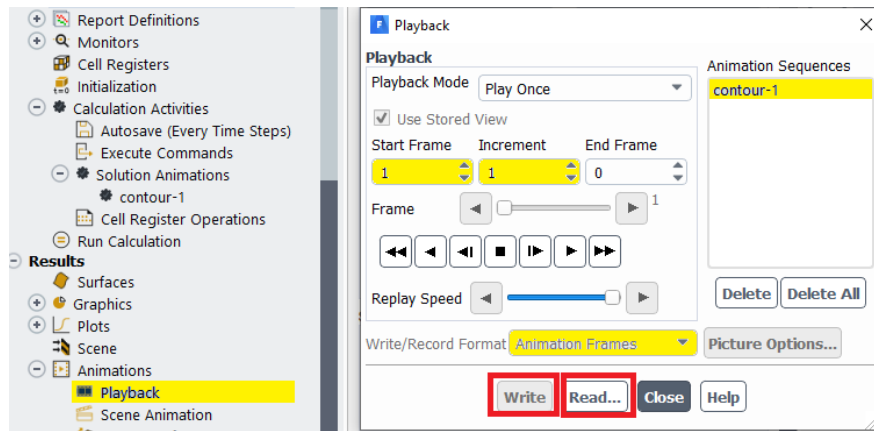 Report Definitions
Monitors
Cell Registers
t=0 Initialization
Calculation Activities
Autosave (Every Time Steps)
Execute Commands
Solution Animations
contour-1
Cell Register Operations
Run Calculation
Results
Surfaces
Graphics
Plots
Scene
Animations
Playback
Scene Animation
F Playback
Playback
Playback Mode Play Once
Use Stored View
Start Frame Increment End Frame
1 1 0
Frame 1
Replay Speed
Write/Record Format Animation Frames Picture Options...
Animation Sequences
contour-1
Delete Delete All
Write Read... Close Help